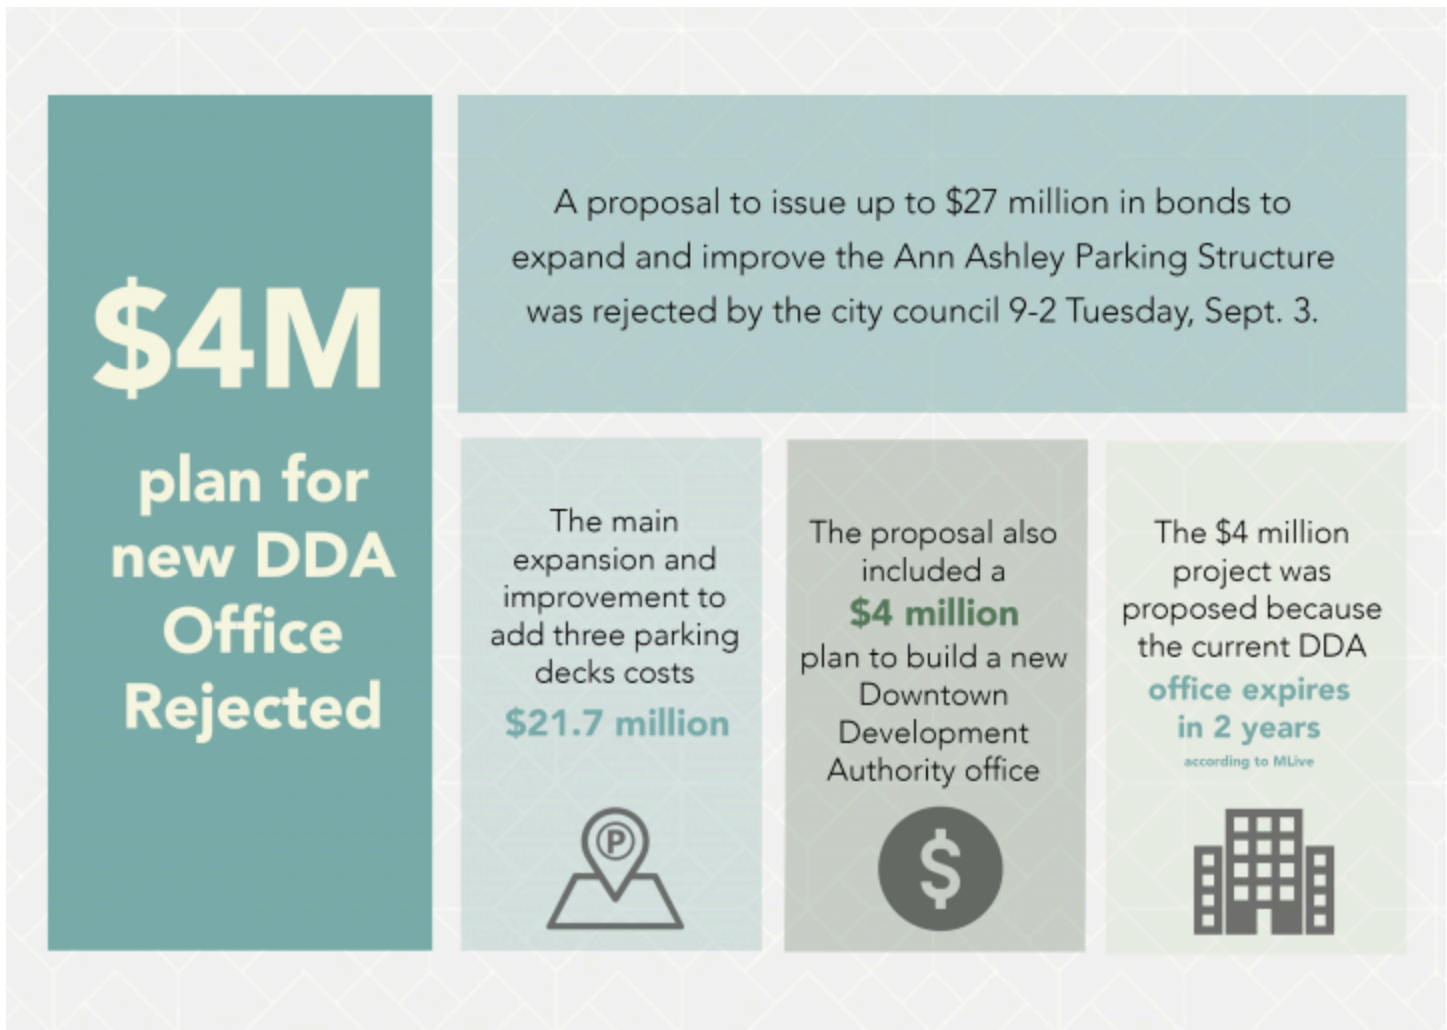 $4M
plan for
new DDA
Office
Rejected
A proposal to issue up to $27 million in bonds to
expand and improve the Ann Ashley Parking Structure
was rejected by the city council 9-2 Tuesday, Sept. 3.
The main
expansion and
improvement to
add three parking
decks costs
$21.7 million
P
The proposal also
included a
$4 million
plan to build a new
Downtown
Development
Authority office
$
The $4 million
project was
proposed because
the current DDA
office expires
in 2 years
according to MLive